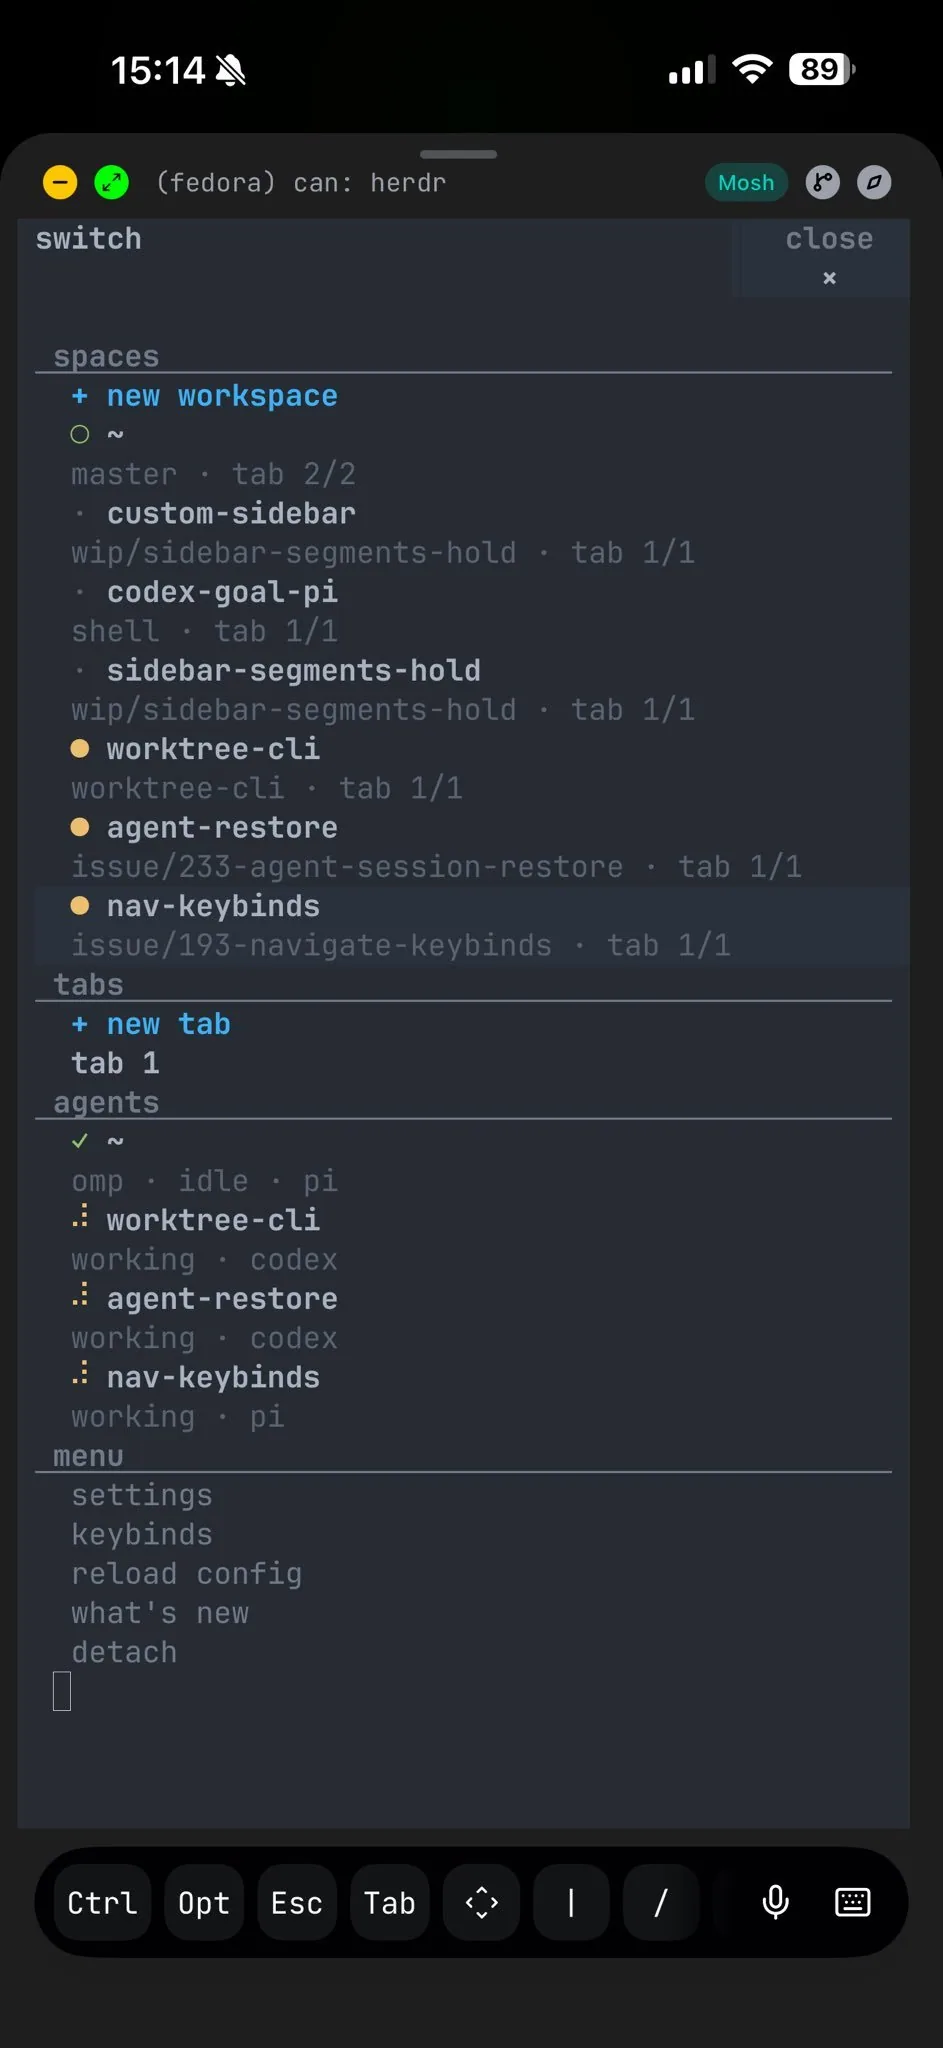 15:14
89
(fedora) can: herdr
Mosh
switch
close
×
spaces
+ new workspace
~
master · tab 2/2
· custom-sidebar
wip/sidebar-segments-hold · tab 1/1
· codex-goal-pi
shell · tab 1/1
· sidebar-segments-hold
wip/sidebar-segments-hold · tab 1/1
● worktree-cli
worktree-cli · tab 1/1
● agent-restore
issue/233-agent-session-restore · tab 1/1
● nav-keybinds
issue/193-navigate-keybinds · tab 1/1
tabs
+ new tab
tab 1
agents
✓ ~
omp · idle · pi
worktree-cli
working · codex
agent-restore
working · codex
nav-keybinds
working · pi
menu
settings
keybinds
reload config
what's new
detach
Ctrl Opt Esc Tab | /